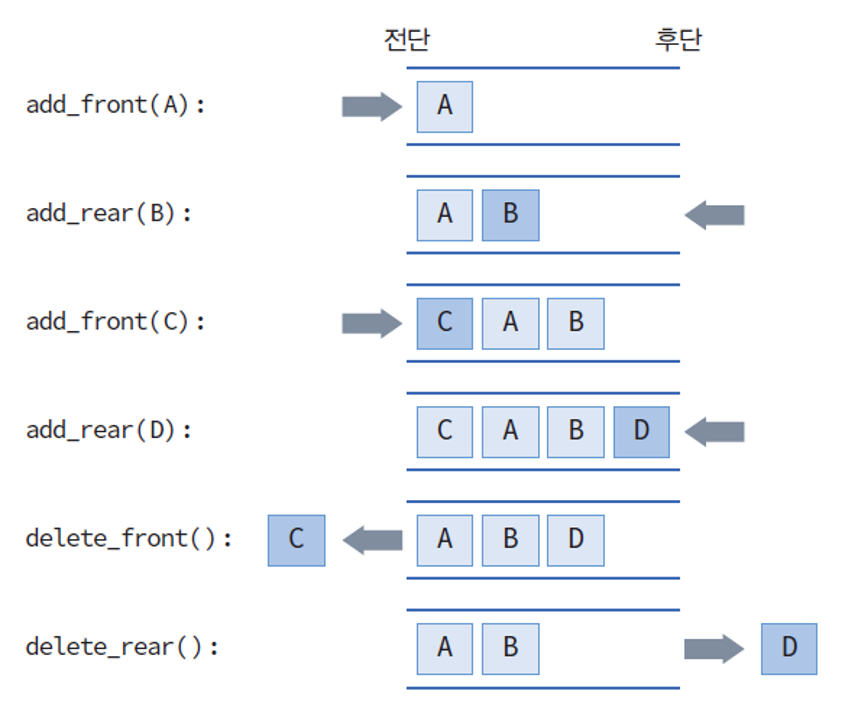 전단 후단
add_front(A): A
add_rear(B): A B
add_front(C): C A B
add_rear(D): C A B D
delete_front(): C A B D
delete_rear(): A B D